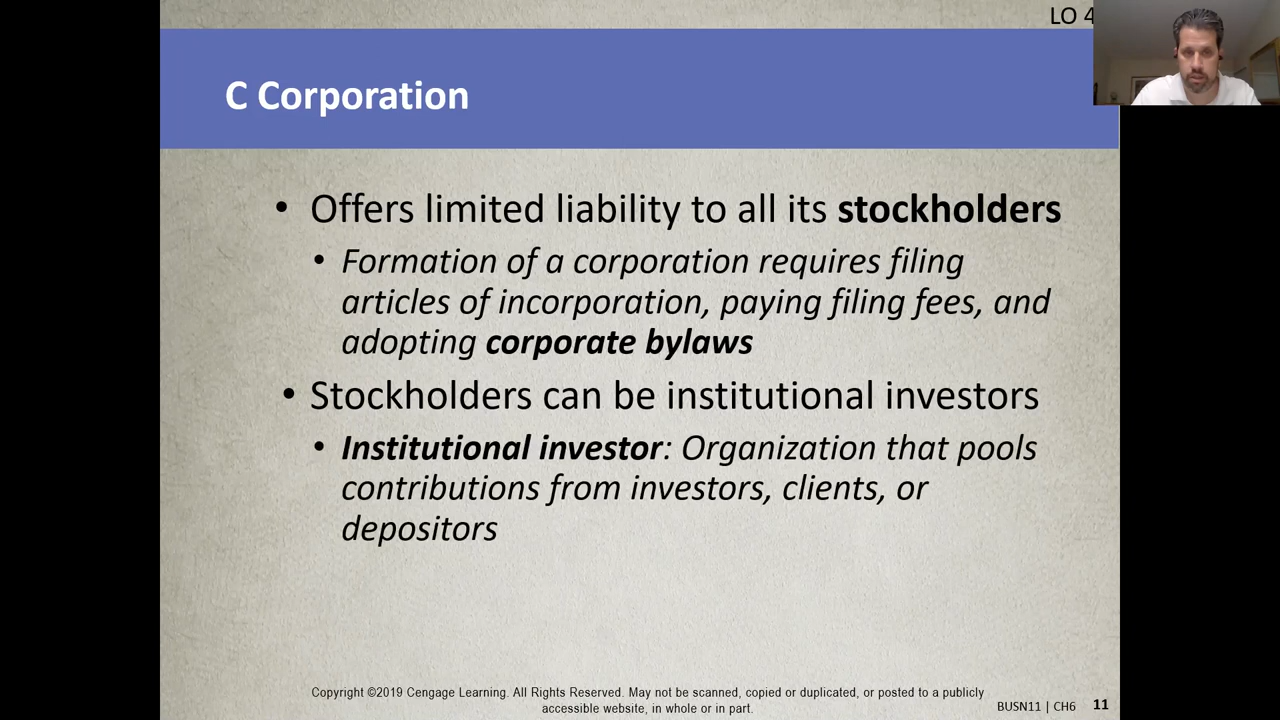 LO 4
C Corporation
• Offers limited liability to all its stockholders
• Formation of a corporation requires filing
articles of incorporation, paying filing fees, and
adopting corporate bylaws
• Stockholders can be institutional investors
• Institutional investor: Organization that pools
contributions from investors, clients, or
depositors
Copyright ©2019 Cengage Learning. All Rights Reserved. May not be scanned, copied or duplicated, or posted to a publicly
accessible website, in whole or in part.
BUSN11 | CH6 11